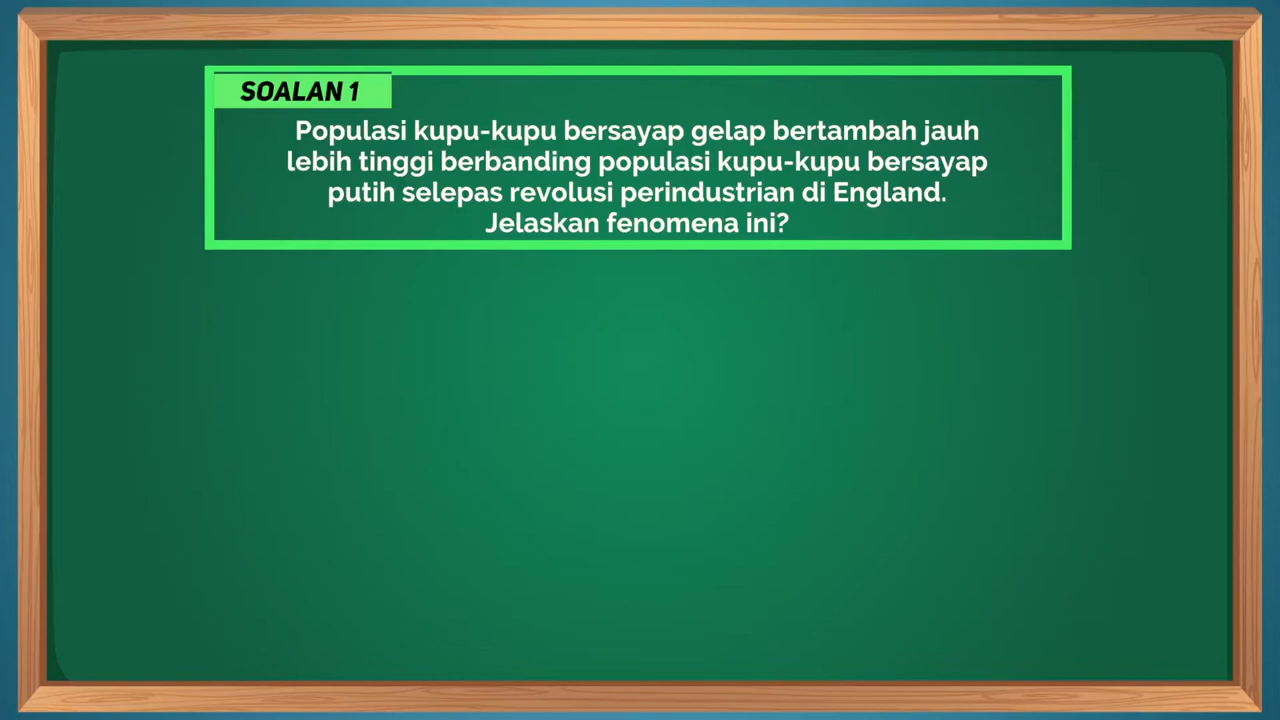 SOALAN 1
Populasi kupu-kupu bersayap gelap bertambah jauh
lebih tinggi berbanding populasi kupu-kupu bersayap
putih selepas revolusi perindustrian di England.
Jelaskan fenomena ini?